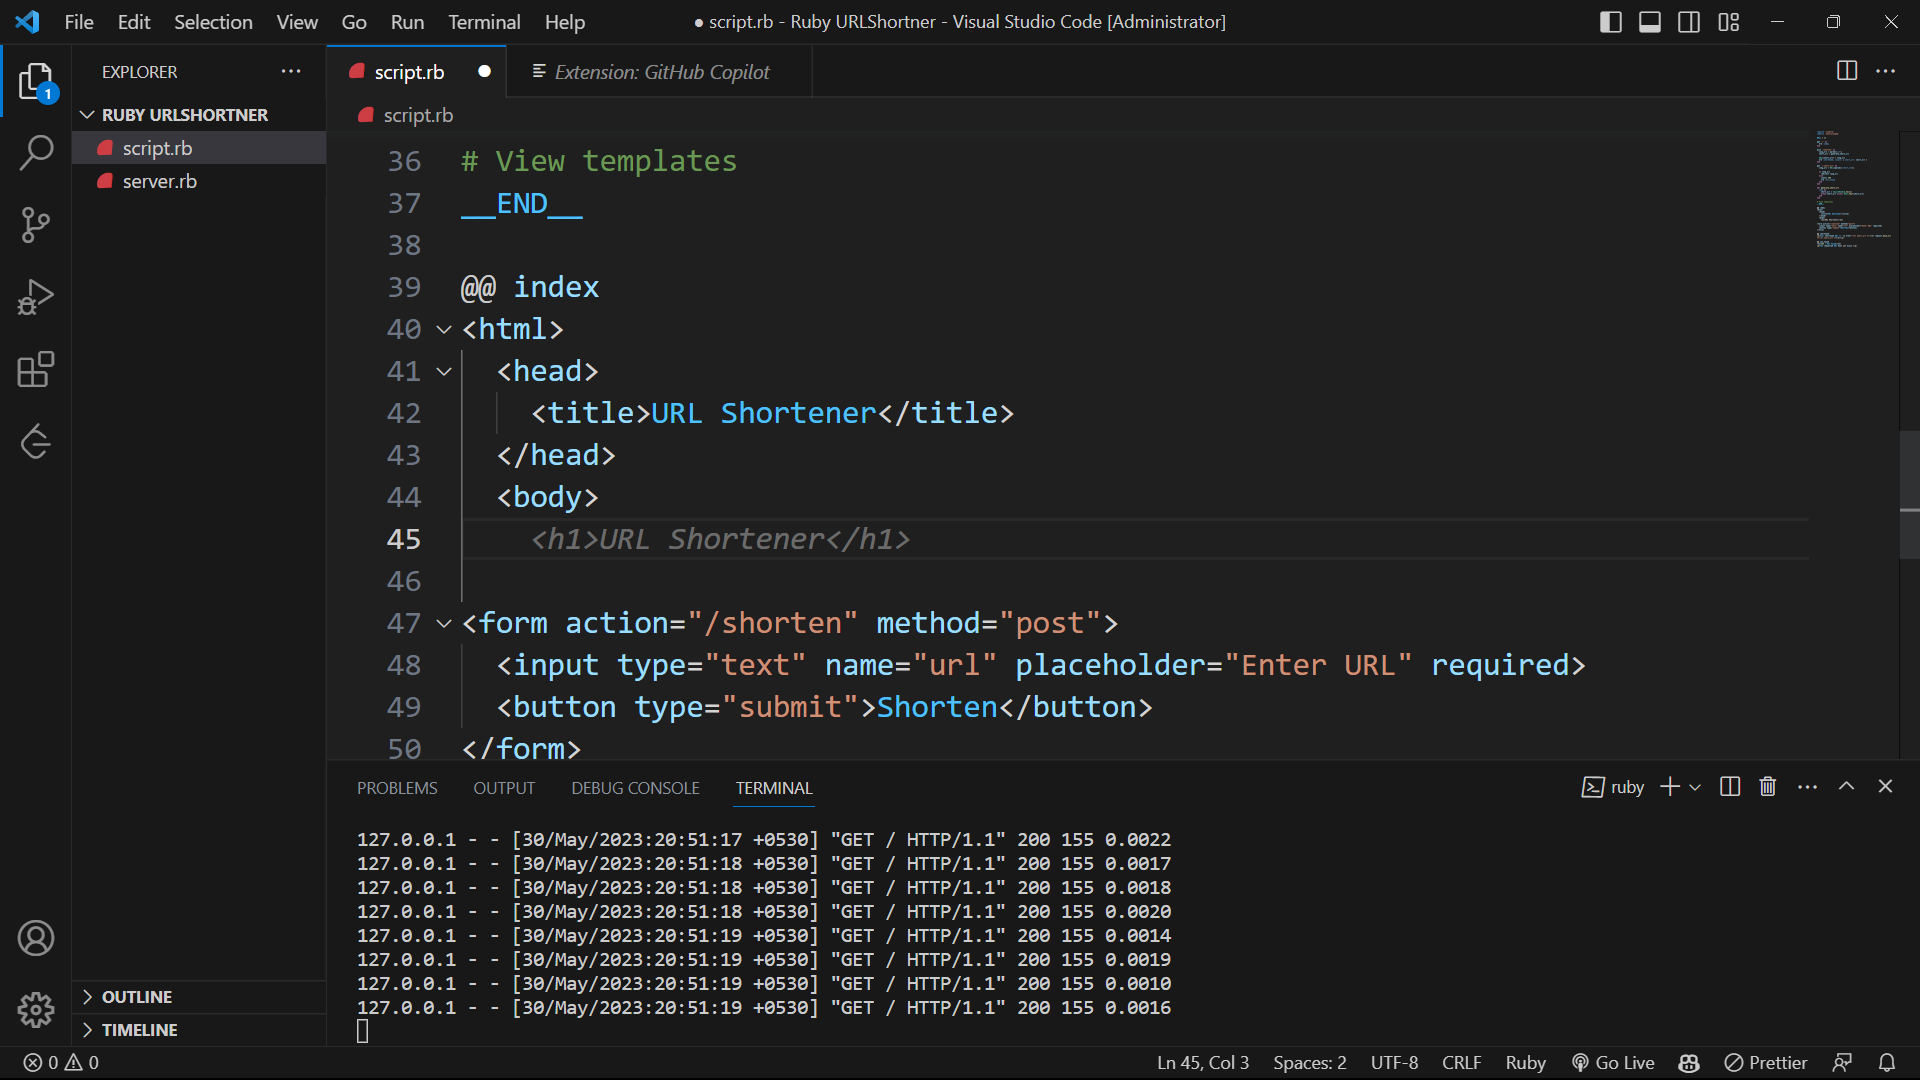 File Edit Selection View Go Run Terminal Help
● script.rb - Ruby URLShortner - Visual Studio Code [Administrator]
EXPLORER
1
RUBY URLSHORTNER
script.rb
server.rb
script.rb
Extension: GitHub Copilot
script.rb
36 # View templates
37 __END__
38
39 @@ index
40 <html>
41 <head>
42 <title>URL Shortener</title>
43 </head>
44 <body>
45 <h1>URL Shortener</h1>
46
47 <form action="/shorten" method="post">
48 <input type="text" name="url" placeholder="Enter URL" required>
49 <button type="submit">Shorten</button>
50 </form>
PROBLEMS OUTPUT DEBUG CONSOLE TERMINAL
ruby
127.0.0.1 - - [30/May/2023:20:51:17 +0530] "GET / HTTP/1.1" 200 155 0.0022
127.0.0.1 - - [30/May/2023:20:51:18 +0530] "GET / HTTP/1.1" 200 155 0.0017
127.0.0.1 - - [30/May/2023:20:51:18 +0530] "GET / HTTP/1.1" 200 155 0.0018
127.0.0.1 - - [30/May/2023:20:51:18 +0530] "GET / HTTP/1.1" 200 155 0.0020
127.0.0.1 - - [30/May/2023:20:51:19 +0530] "GET / HTTP/1.1" 200 155 0.0014
127.0.0.1 - - [30/May/2023:20:51:19 +0530] "GET / HTTP/1.1" 200 155 0.0019
127.0.0.1 - - [30/May/2023:20:51:19 +0530] "GET / HTTP/1.1" 200 155 0.0010
127.0.0.1 - - [30/May/2023:20:51:19 +0530] "GET / HTTP/1.1" 200 155 0.0016
OUTLINE
TIMELINE
0 0
Ln 45, Col 3 Spaces: 2 UTF-8 CRLF Ruby Go Live Prettier